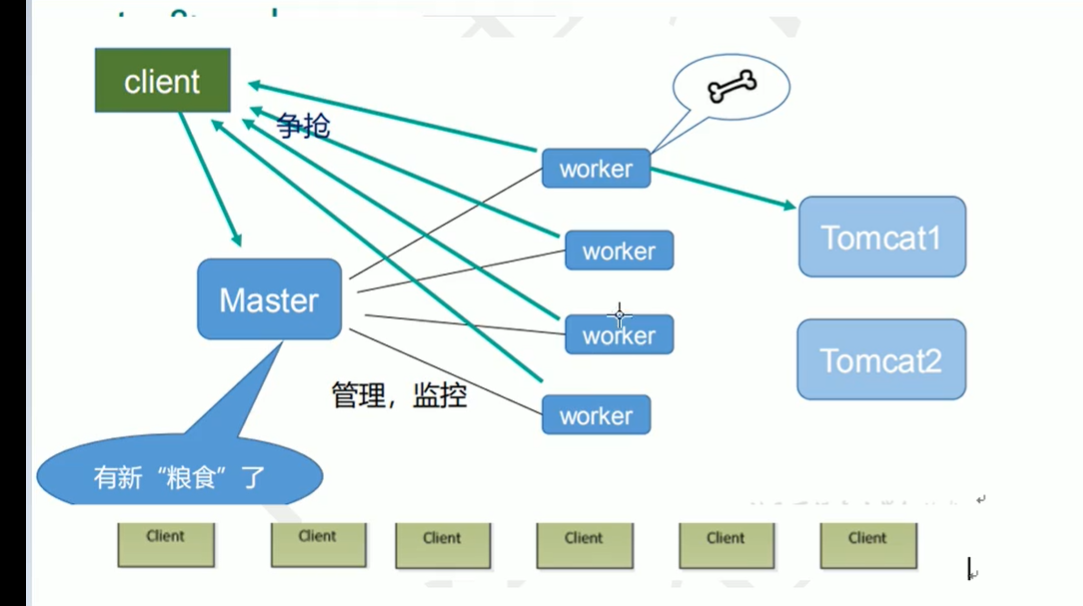 client
争抢
worker
Tomcat1
worker
Master
worker
Tomcat2
管理，监控
worker
有新“粮食”了
Client
Client
Client
Client
Client
Client